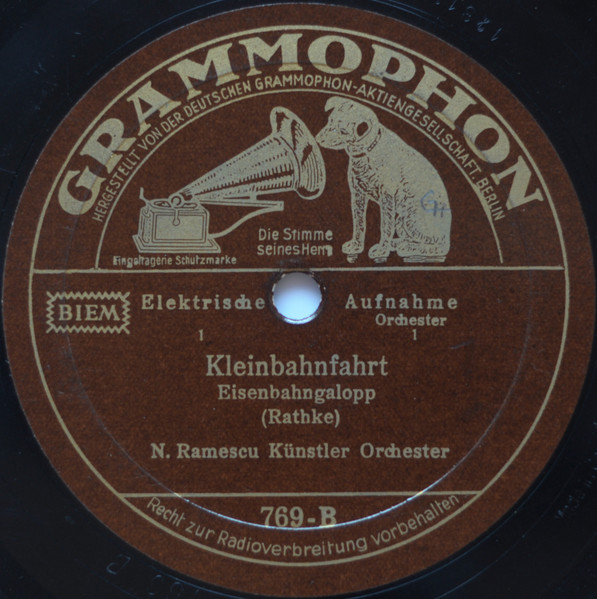 GRAMMOPHON
HERGESTELLT VON DER DEUTSCHEN GRAMMOPHON-AKTIENGESELLSCHAFT, BERLIN
Die Stimme
seines Herrn
Eingetragene Schutzmarke
BIEM
Elektrische Aufnahme
Orchester
1 1
Kleinbahnfahrt
Eisenbahngalopp
(Rathke)
N. Ramescu Künstler Orchester
769-B
Recht zur Radioverbreitung vorbehalten